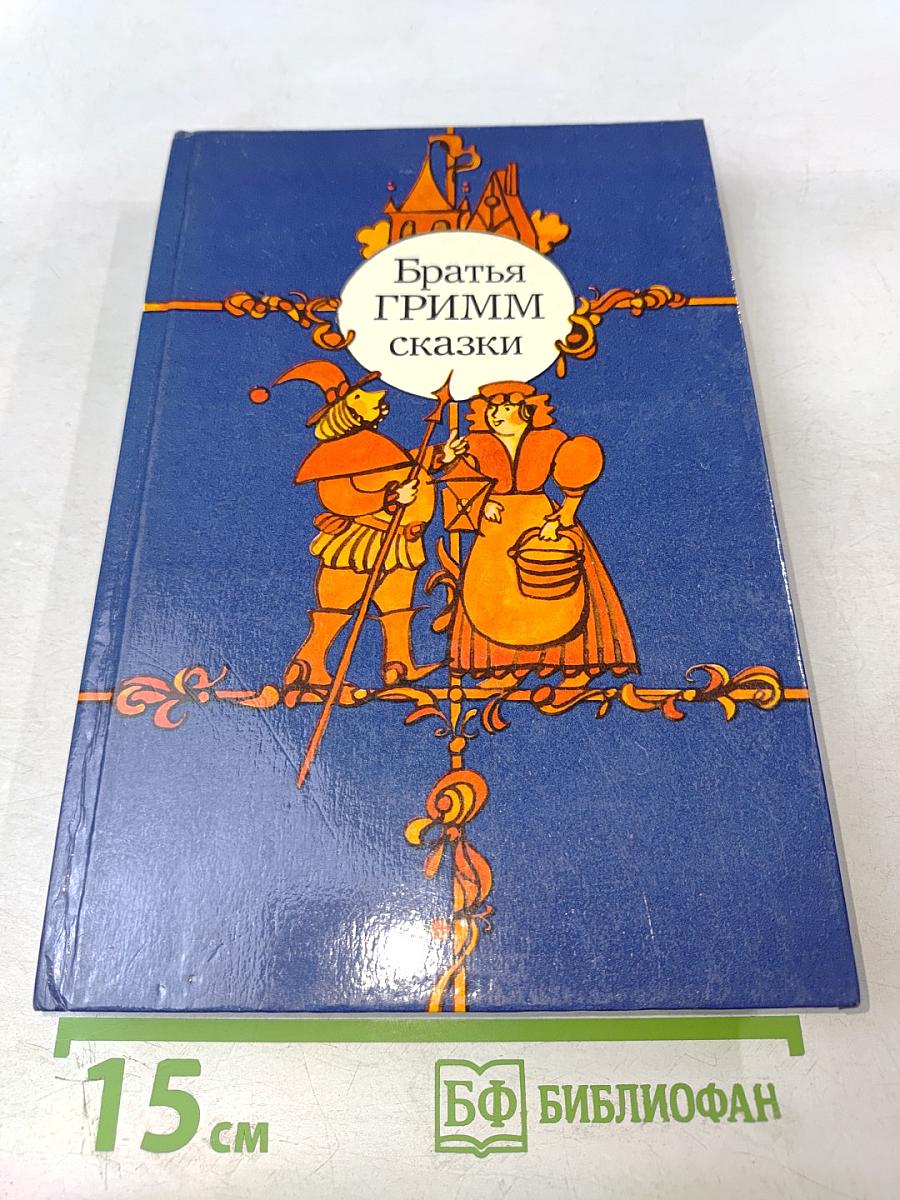 Братья
ГРИММ
сказки
15 см
БФ БИБЛИОФАН